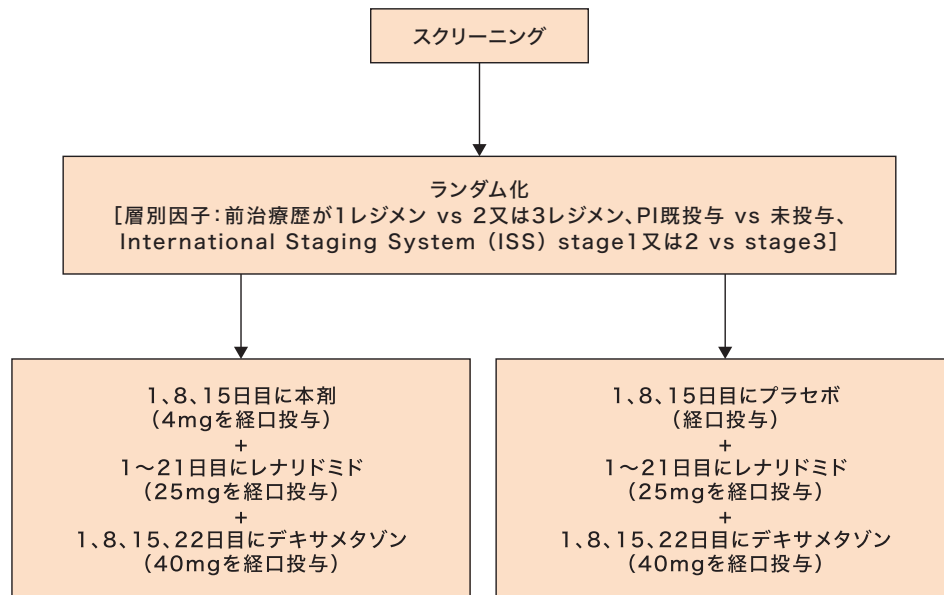 スクリーニング
ランダム化
［層別因子：前治療歴が1レジメン vs 2又は3レジメン、PI既投与 vs 未投与、
International Staging System（ISS）stage1又は2 vs stage3］
1、8、15日目に本剤
（4mgを経口投与）
+
1～21日目にレナリドミド
（25mgを経口投与）
+
1、8、15、22日目にデキサメタゾン
（40mgを経口投与）
1、8、15日目にプラセボ
（経口投与）
+
1～21日目にレナリドミド
（25mgを経口投与）
+
1、8、15、22日目にデキサメタゾン
（40mgを経口投与）